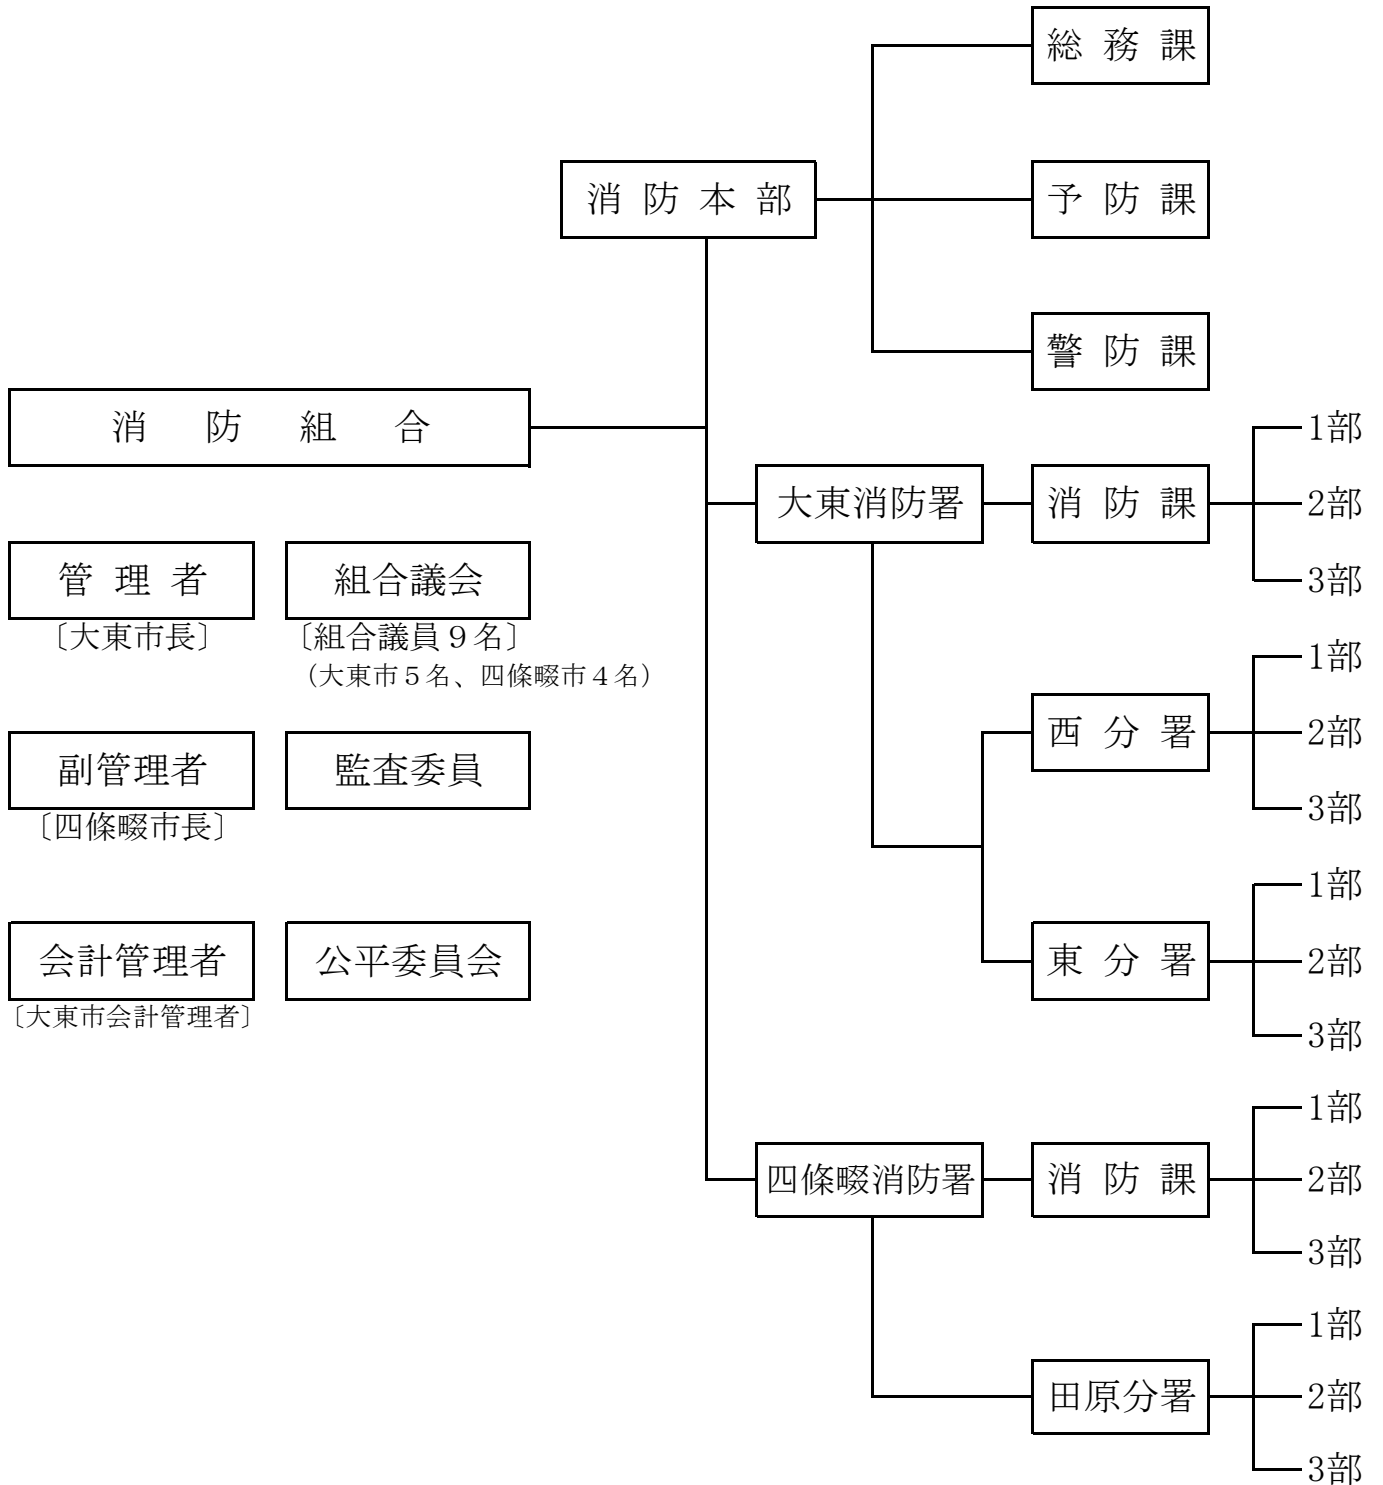 総務課
消防本部
予防課
警防課
消防組合
1部
大東消防署
消防課
2部
3部
管理者
組合議会
〔大東市長〕
〔組合議員９名〕
（大東市５名、四條畷市４名）
1部
西分署
2部
3部
副管理者
監査委員
〔四條畷市長〕
1部
東分署
2部
3部
会計管理者
公平委員会
〔大東市会計管理者〕
1部
四條畷消防署
消防課
2部
3部
1部
田原分署
2部
3部